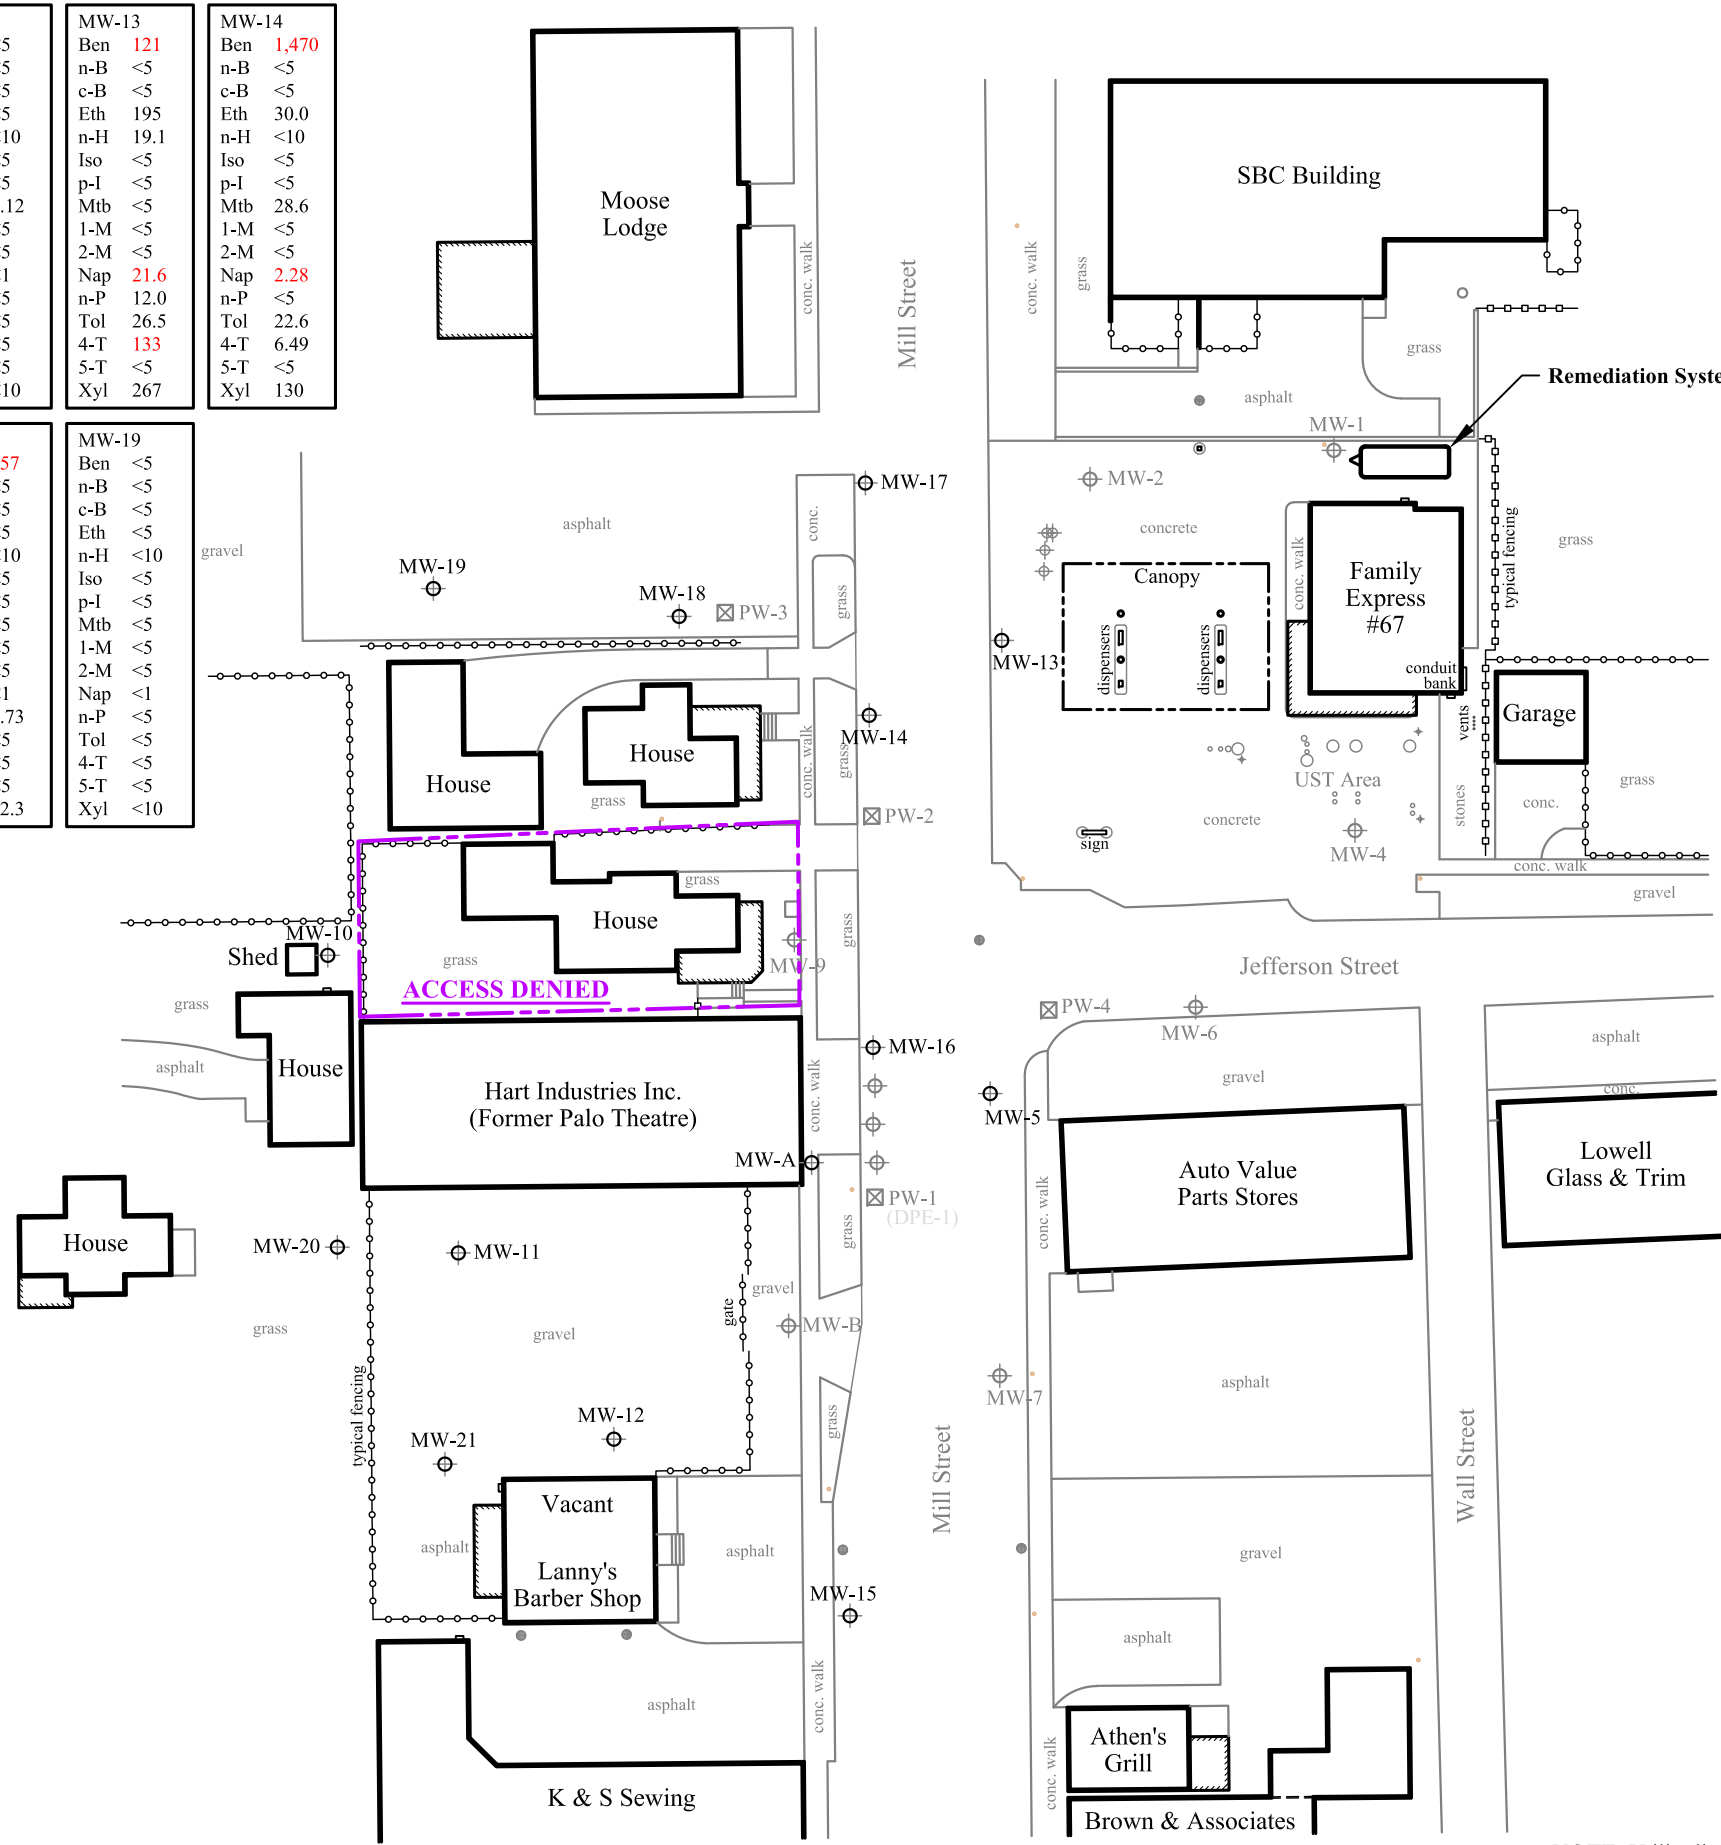 MW-13
Ben 121
n-B <5
c-B <5
Eth 195
n-H 19.1
Iso <5
p-I <5
Mtb <5
1-M <5
2-M <5
Nap 21.6
n-P 12.0
Tol 26.5
4-T 133
5-T <5
Xyl 267
MW-14
Ben 1,470
n-B <5
c-B <5
Eth 30.0
n-H <10
Iso <5
p-I <5
Mtb 28.6
1-M <5
2-M <5
Nap 2.28
n-P <5
Tol 22.6
4-T 6.49
5-T <5
Xyl 130
MW-19
Ben <5
n-B <5
c-B <5
Eth <5
n-H <10
Iso <5
p-I <5
Mtb <5
1-M <5
2-M <5
Nap <1
n-P <5
Tol <5
4-T <5
5-T <5
Xyl <10
Moose
Lodge
conc. walk
Mill Street
conc. walk
grass
SBC Building
grass
asphalt
Remediation Syste
MW-1
MW-2
MW-17
asphalt
gravel
conc.
concrete
conc. walk
Family
Express
#67
typical fencing
grass
MW-19
MW-18
PW-3
grass
Canopy
dispensers
dispensers
MW-13
conduit
bank
vents
Garage
House
House
grass
conc. walk
MW-14
grass
PW-2
UST Area
concrete
sign
MW-4
stones
conc.
grass
conc. walk
gravel
grass
House
grass
MW-9
grass
ACCESS DENIED
MW-10
Shed
grass
asphalt
House
Jefferson Street
PW-4
MW-6
MW-16
MW-5
gravel
asphalt
conc.
Hart Industries Inc.
(Former Palo Theatre)
conc. walk
MW-A
PW-1
(DPE-1)
grass
conc. walk
Auto Value
Parts Stores
Lowell
Glass & Trim
House
MW-20
MW-11
grass
gravel
gate
gravel
MW-B
MW-7
asphalt
typical fencing
MW-12
MW-21
grass
Mill Street
Wall Street
Vacant
Lanny's
Barber Shop
asphalt
asphalt
MW-15
gravel
asphalt
asphalt
conc. walk
conc. walk
Athen's
Grill
K & S Sewing
Brown & Associates